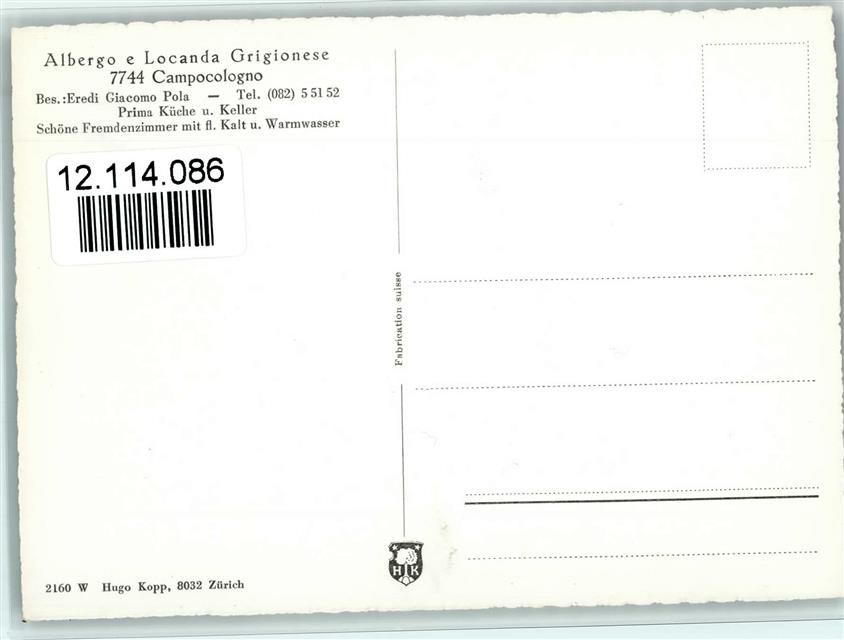 Albergo e Locanda Grigionese
7744 Campocologno
Bes.:Eredi Giacomo Pola — Tel. (082) 5 51 52
Prima Küche u. Keller
Schöne Fremdenzimmer mit fl. Kalt u. Warmwasser
12.114.086
Fabrication suisse
H K
2160 W Hugo Kopp, 8032 Zürich